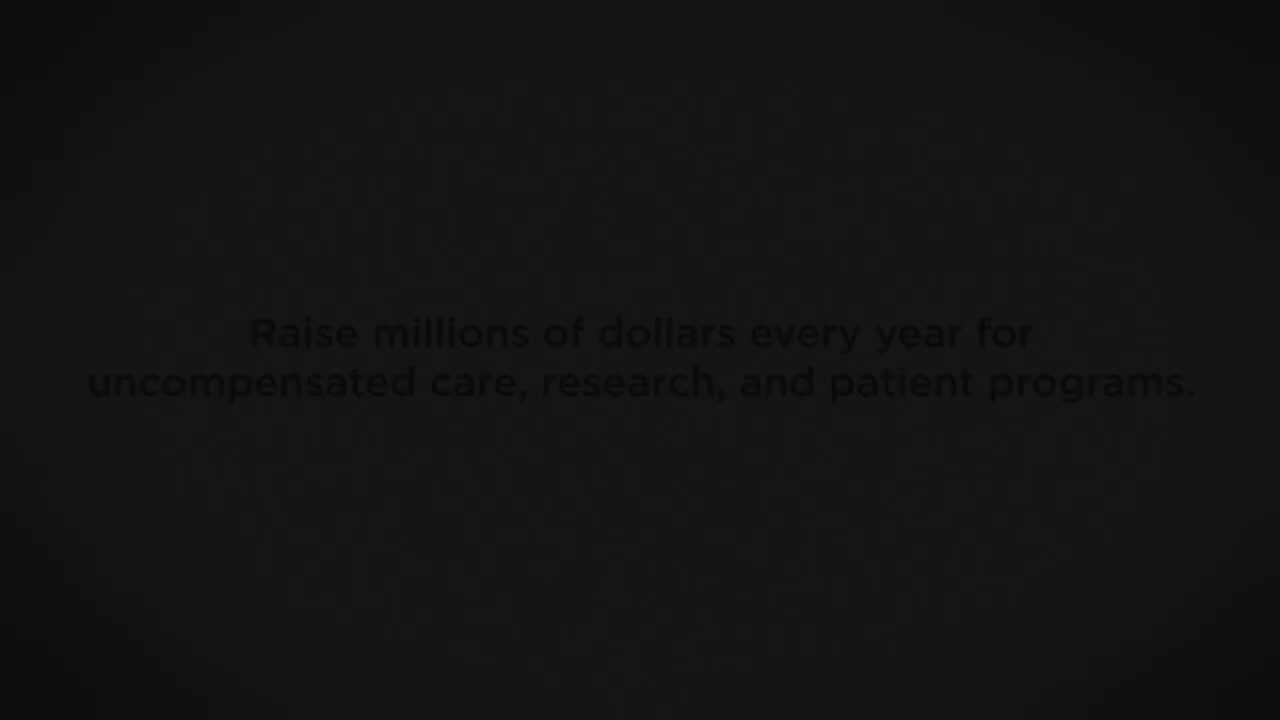 Raise millions of dollars every year for
uncompensated care, research, and patient programs.